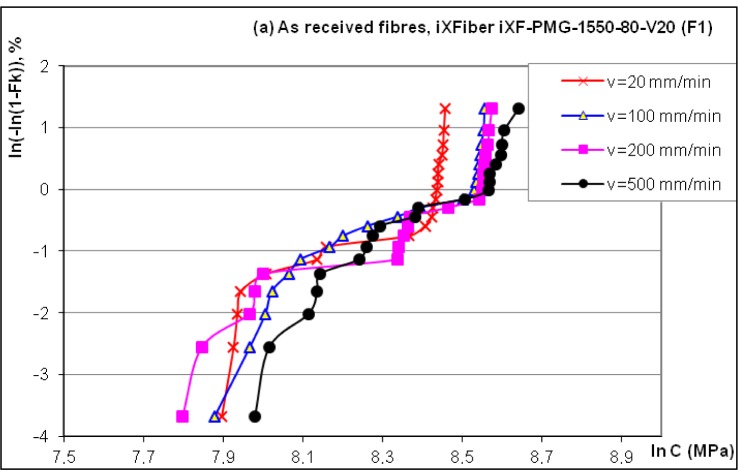 (a) As received fibres, iXFiber iXF-PMG-1550-80-V20 (F1)
ln(-ln(1-Fk)), %
2
1
0
-1
-2
-3
-4
7,5
7,7
7,9
8,1
8,3
8,5
8,7
8,9
ln C (MPa)
v=20 mm/min
v=100 mm/min
v=200 mm/min
v=500 mm/min